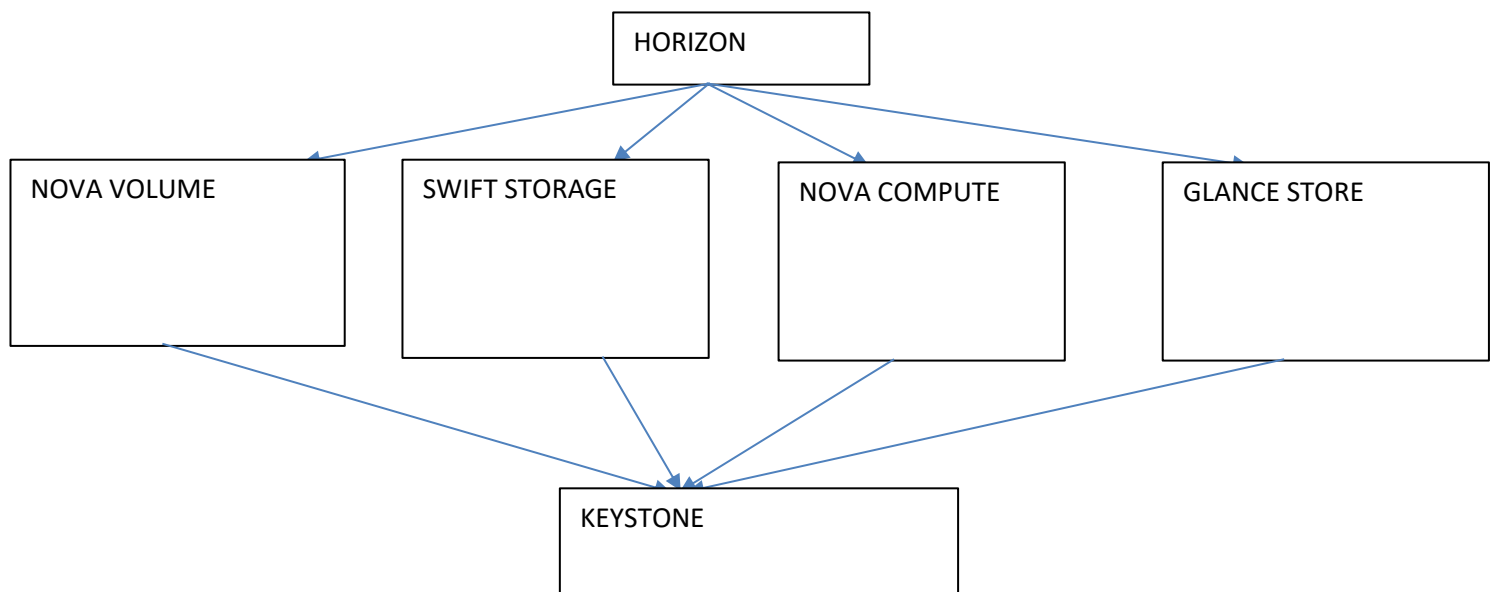 HORIZON
NOVA VOLUME
SWIFT STORAGE
NOVA COMPUTE
GLANCE STORE
KEYSTONE